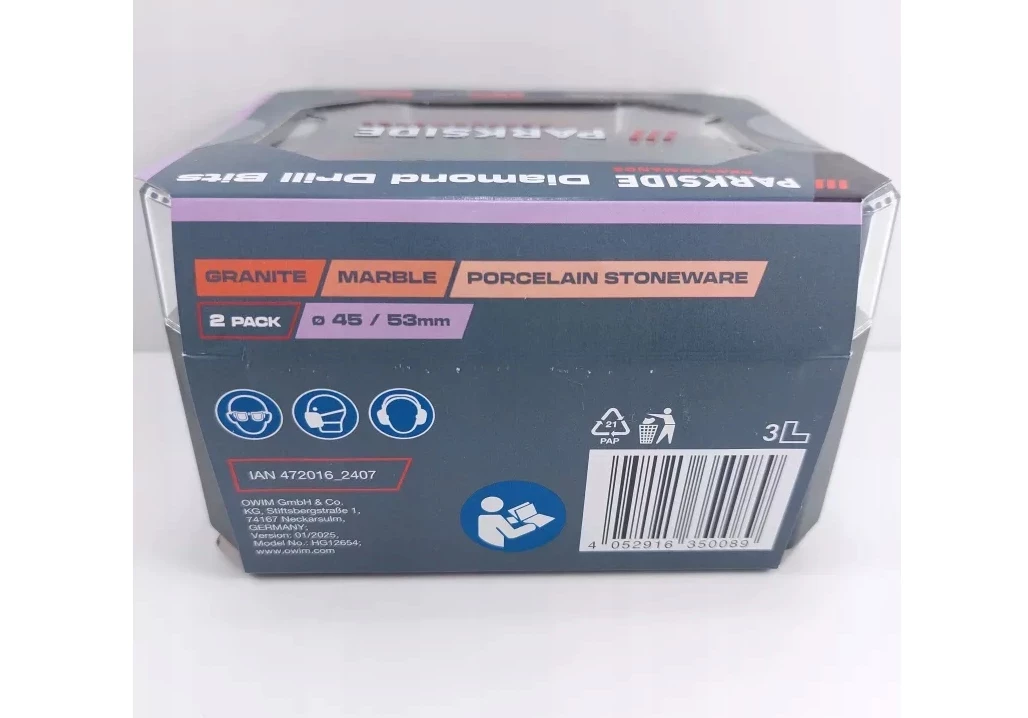 PARKSIDE
PARKSIDE Diamond Drill Bits
PERFORMANCE
GRANITE MARBLE PORCELAIN STONEWARE
2 PACK ø 45 / 53mm
21
PAP
3L
IAN 472016_2407
OWIM GmbH & Co.
KG, Stiftsbergstraße 1,
74167 Neckarsulm,
GERMANY;
Version: 01/2025,
Model No.: HG12654;
www.owim.com
4 052916 350089